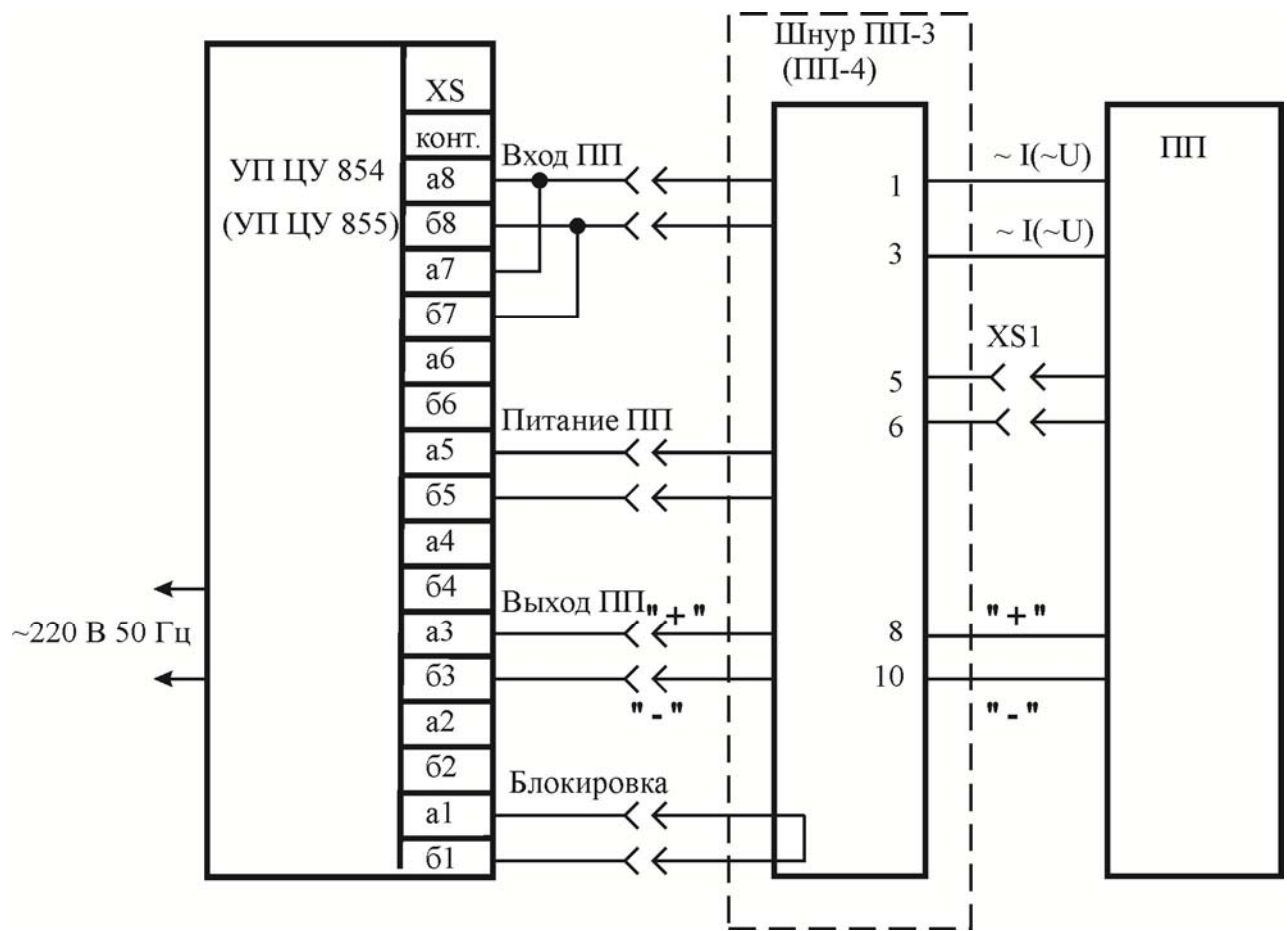 Шнур ПП-3
(ПП-4)
XS
конт.
УП ЦУ 854
(УП ЦУ 855)
а8
б8
а7
б7
а6
б6
а5
б5
а4
б4
а3
б3
а2
б2
а1
б1
Вход ПП
Питание ПП
Выход ПП
"+"
"-"
Блокировка
~220 В 50 Гц
1
3
5
6
8
10
~ I(~U)
~ I(~U)
XS1
"+"
"-"
ПП